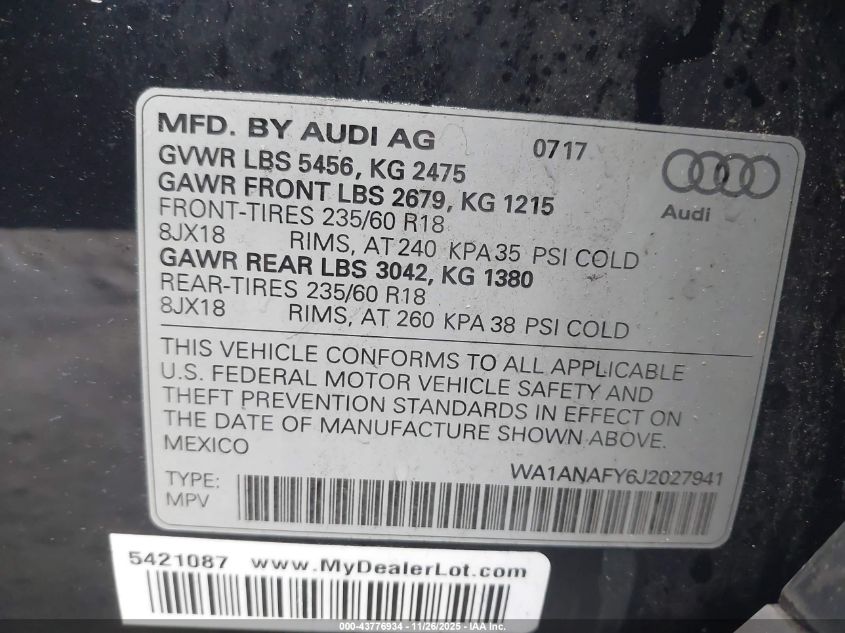 MFD. BY AUDI AG 0717
GVWR LBS 5456, KG 2475
GAWR FRONT LBS 2679, KG 1215
FRONT-TIRES 235/60 R18
8JX18 RIMS, AT 240 KPA 35 PSI COLD
GAWR REAR LBS 3042, KG 1380
REAR-TIRES 235/60 R18
8JX18 RIMS, AT 260 KPA 38 PSI COLD
Audi
THIS VEHICLE CONFORMS TO ALL APPLICABLE
U.S. FEDERAL MOTOR VEHICLE SAFETY AND
THEFT PREVENTION STANDARDS IN EFFECT ON
THE DATE OF MANUFACTURE SHOWN ABOVE.
MEXICO
WA1ANAFY6J2027941
TYPE:
MPV
5421087 www.MyDealerLot.com
000-43776934 - 11/26/2025 - IAA Inc.